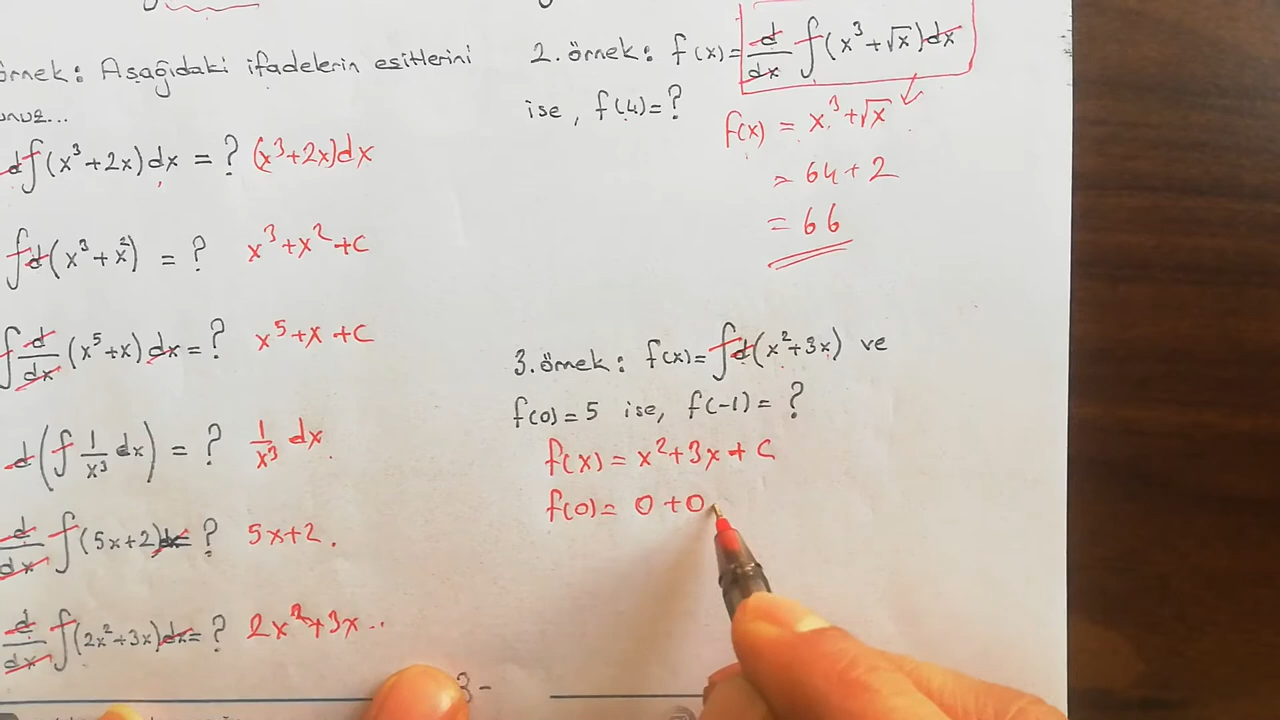 örnek: Aşağıdaki ifadelerin eşitlerini
unuz...
d∫(x³+2x)dx = ? (x³+2x)dx
∫d(x³+x²) = ? x³+x²+c
∫d/dx(x⁵+x)dx = ? x⁵+x+c
d(∫1/x³ dx) = ? 1/x³ dx
d/dx∫(5x+2)dx = ? 5x+2.
d/dx∫(2x²+3x)dx = ? 2x²+3x..
3-
2. örnek: f(x)=d/dx∫(x³+√x)dx
ise, f(4)=?
f(x) = x³+√x
= 64+2
= 66
3. örnek: f(x)=∫d(x²+3x) ve
f(0)=5 ise, f(-1)= ?
f(x) = x²+3x+c
f(0)= 0+0